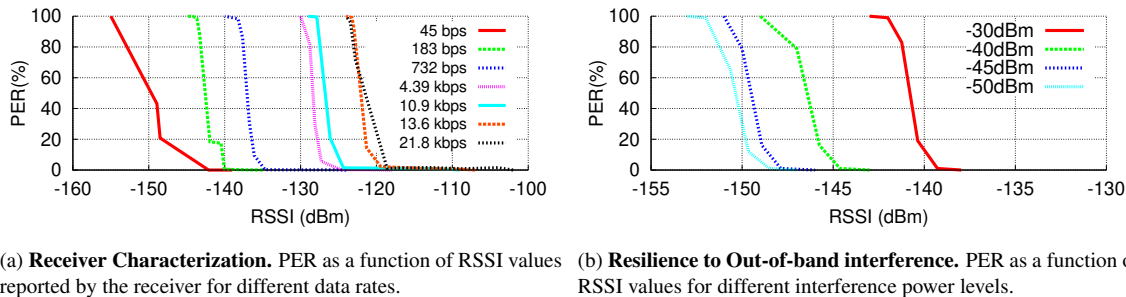 PER(%)
100
80
60
40
20
0
-160
-150
-140
-130
-120
-110
-100
RSSI (dBm)
45 bps
183 bps
732 bps
4.39 kbps
10.9 kbps
13.6 kbps
21.8 kbps
(a) Receiver Characterization. PER as a function of RSSI values
reported by the receiver for different data rates.
PER(%)
100
80
60
40
20
0
-155
-150
-145
-140
-135
-130
RSSI (dBm)
-30dBm
-40dBm
-45dBm
-50dBm
(b) Resilience to Out-of-band interference. PER as a function o
RSSI values for different interference power levels.